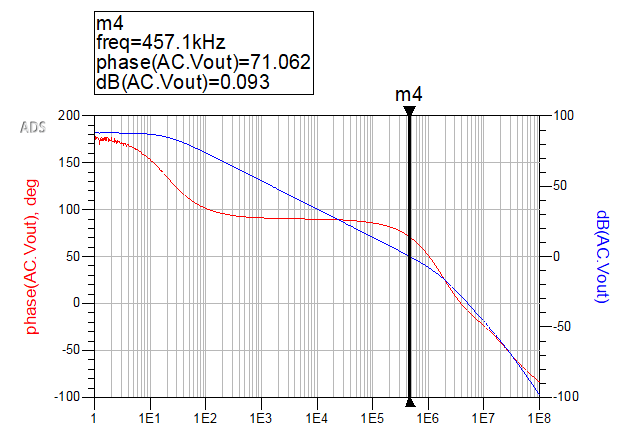 m4
freq=457.1kHz
phase(AC.Vout)=71.062
dB(AC.Vout)=0.093
m4
ADS
200
150
100
50
0
-50
-100
phase(AC.Vout), deg
100
50
0
-50
-100
dB(AC.Vout)
1 1E1 1E2 1E3 1E4 1E5 1E6 1E7 1E8